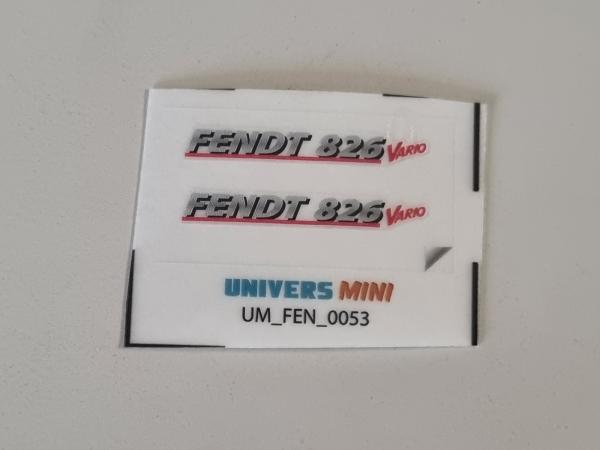 FENDT 826 VARIO
FENDT 826 VARIO
UNIVERS MINI
UM_FEN_0053